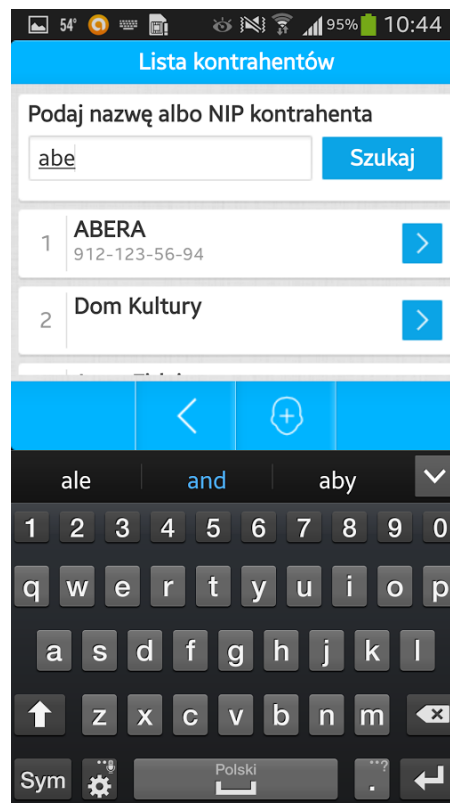 54° 95% 10:44
Lista kontrahentów
Podaj nazwę albo NIP kontrahenta
abe Szukaj
1 ABERA
912-123-56-94
2 Dom Kultury
ale and aby
1 2 3 4 5 6 7 8 9 0
q w e r t y u i o p
a s d f g h j k l
z x c v b n m
Sym Polski . ...?